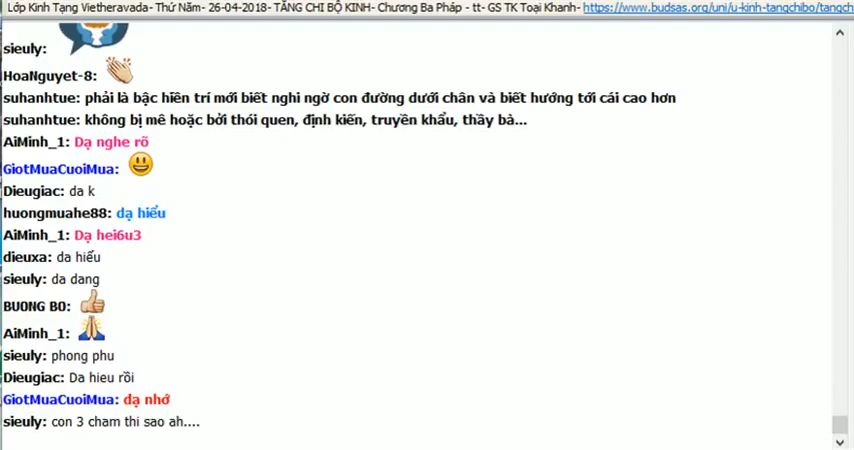 Lớp Kinh Tạng Vietheravada- Thứ Năm- 26-04-2018- TĂNG CHI BỘ KINH- Chương Ba Pháp - tt- GS TK Toại Khanh- https://www.budsas.org/uni/u-kinh-tangchibo/tangch
sieuly:
HoaNguyet-8:
suhanhtue: phải là bậc hiền trí mới biết nghi ngờ con đường dưới chân và biết hướng tới cái cao hơn
suhanhtue: không bị mê hoặc bởi thói quen, định kiến, truyền khẩu, thầy bà...
AiMinh_1: Dạ nghe rõ
GiotMuaCuoiMua:
Dieugiac: da k
huongmuahe88: dạ hiểu
AiMinh_1: Dạ hei6u3
dieuxa: da hiểu
sieuly: da dang
BUONG BO:
AiMinh_1:
sieuly: phong phu
Dieugiac: Da hieu rồi
GiotMuaCuoiMua: dạ nhớ
sieuly: con 3 cham thi sao ah....